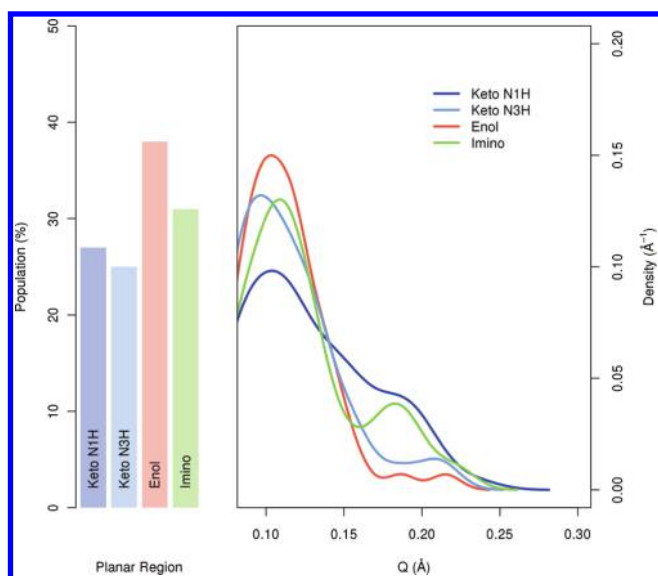 Population (%)
0
10
20
30
40
50
Keto N1H
Keto N3H
Enol
Imino
Planar Region
Keto N1H
Keto N3H
Enol
Imino
0.10
0.15
0.20
0.25
0.30
Q (Å)
0.00
0.05
0.10
0.15
0.20
Density (Å⁻¹)